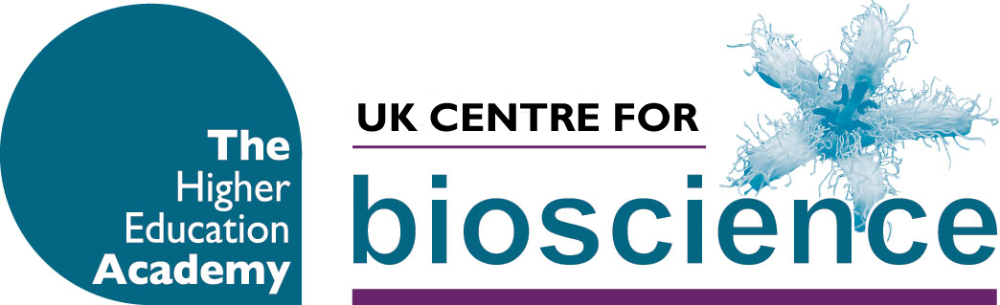 The
Higher
Education
Academy
UK CENTRE FOR
bioscience